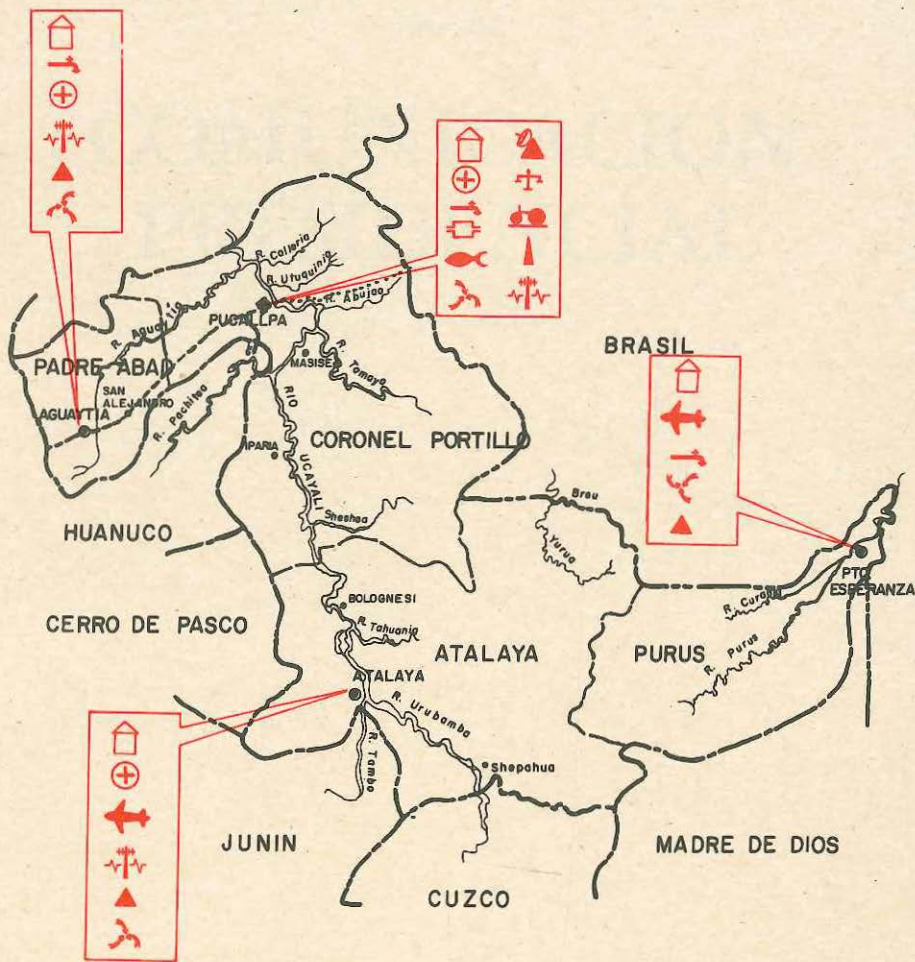 R. Calleria
R. Utuquinia
R. Abujao
R. Aguaytia
PUCALLPA
BRASIL
PADRE ABAD
MASISEA
R. Tamaya
SAN
ALEJANDRO
AGUAYTIA
R. Pachitea
RIO
UCAYALI
CORONEL PORTILLO
IPARIA
Breu
Sheshea
HUANUCO
Yurua
PTO.
ESPERANZA
R. Curanja
BOLOGNESI
CERRO DE PASCO
R. Tahuania
ATALAYA
PURUS
R. Purus
ATALAYA
R. Urubamba
R. Tambo
Shepahua
JUNIN
MADRE DE DIOS
CUZCO